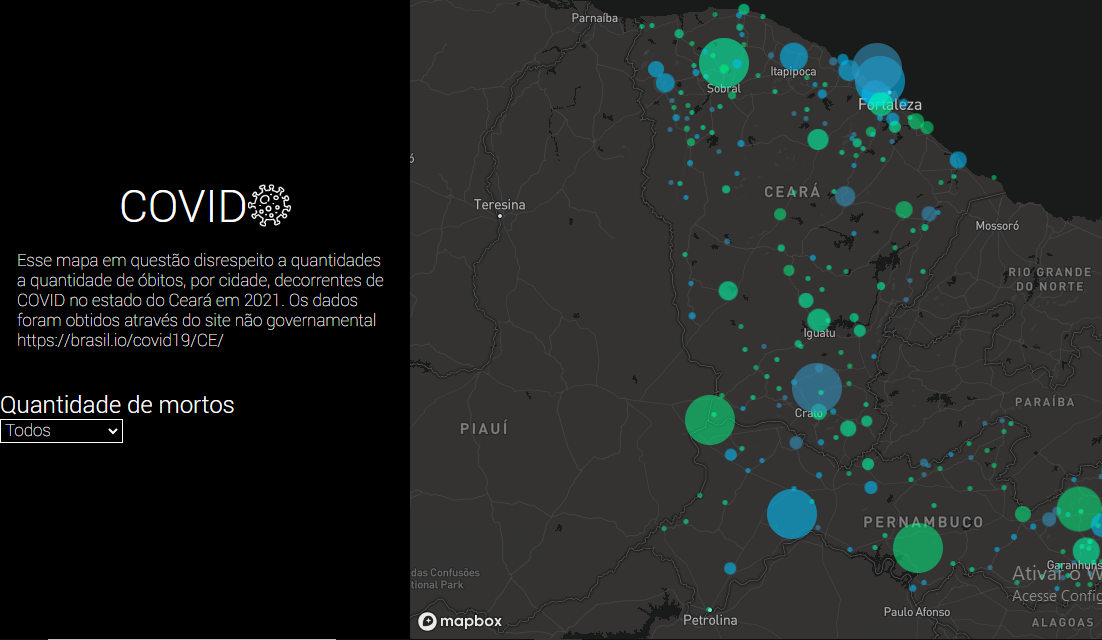 COVID
Esse mapa em questão disrespeito a quantidades
a quantidade de óbitos, por cidade, decorrentes de
COVID no estado do Ceará em 2021. Os dados
foram obtidos através do site não governamental
https://brasil.io/covid19/CE/
Quantidade de mortos
Todos
Parnaíba
Itapipoca
Sobral
Fortaleza
CEARÁ
Teresina
Mossoró
RIO GRANDE
DO NORTE
Iguatu
PARAÍBA
Crato
PIAUÍ
PERNAMBUCO
Garanhuns
das Confusões
tional Park
Ativar o W
Acesse Config
Paulo Afonso
Petrolina
ALAGOAS
mapbox